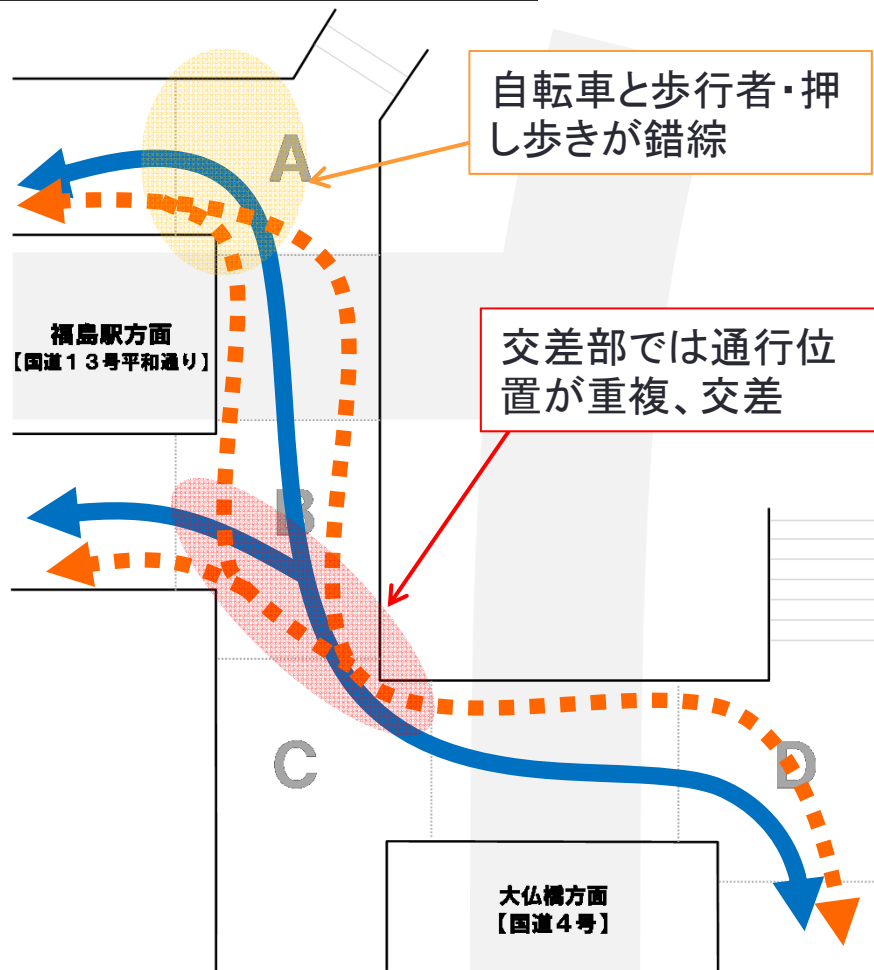 自転車と歩行者・押
し歩きが錯綜
A
福島駅方面
【国道13号平和通り】
交差部では通行位
置が重複、交差
B
C
D
大仏橋方面
【国道4号】